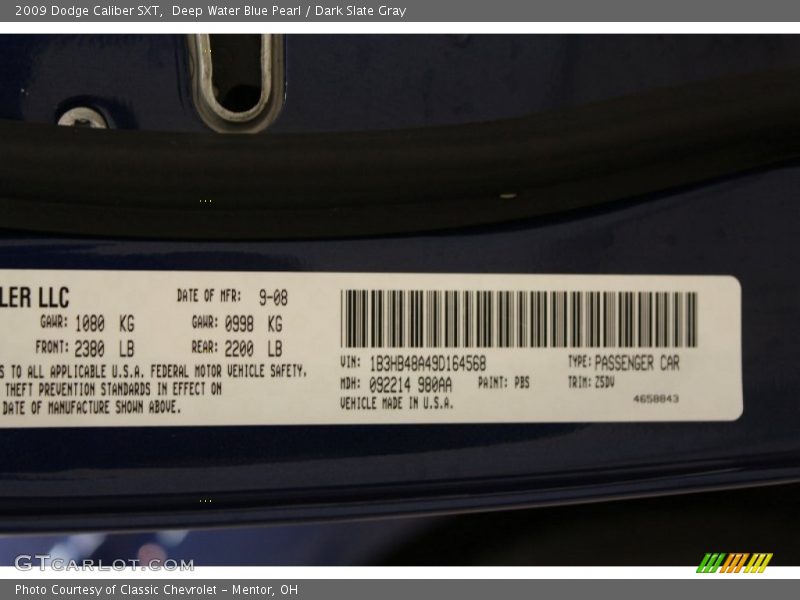 2009 Dodge Caliber SXT,  Deep Water Blue Pearl / Dark Slate Gray
LER LLC
DATE OF MFR: 9-08
GAWR: 1080 KG
GAWR: 0998 KG
FRONT: 2380 LB
REAR: 2200 LB
S TO ALL APPLICABLE U.S.A. FEDERAL MOTOR VEHICLE SAFETY,
THEFT PREVENTION STANDARDS IN EFFECT ON
DATE OF MANUFACTURE SHOWN ABOVE.
VIN: 1B3HB48A49D164568
TYPE: PASSENGER CAR
MDH: 092214 980AA
PAINT: PBS
TRIM: Z5DV
VEHICLE MADE IN U.S.A.
4658843
GTCARLOT.COM
Photo Courtesy of Classic Chevrolet - Mentor, OH